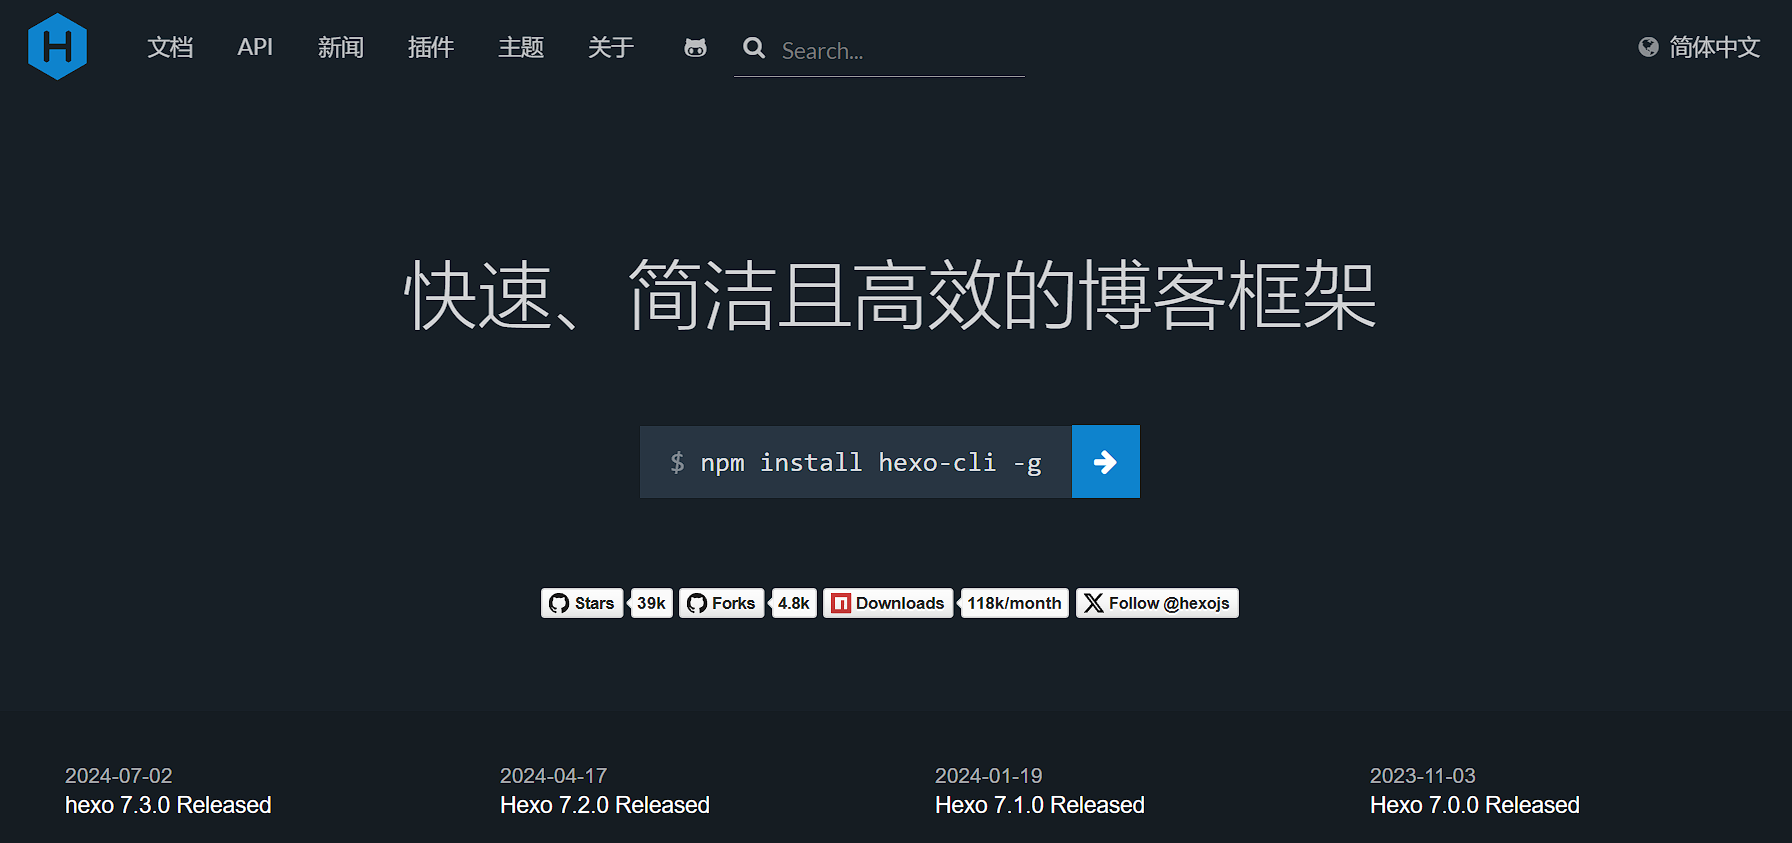 H 文档 API 新闻 插件 主题 关于 Search... 简体中文
快速、简洁且高效的博客框架
$ npm install hexo-cli -g
Stars 39k Forks 4.8k Downloads 118k/month Follow @hexojs
2024-07-02 2024-04-17 2024-01-19 2023-11-03
hexo 7.3.0 Released Hexo 7.2.0 Released Hexo 7.1.0 Released Hexo 7.0.0 Released